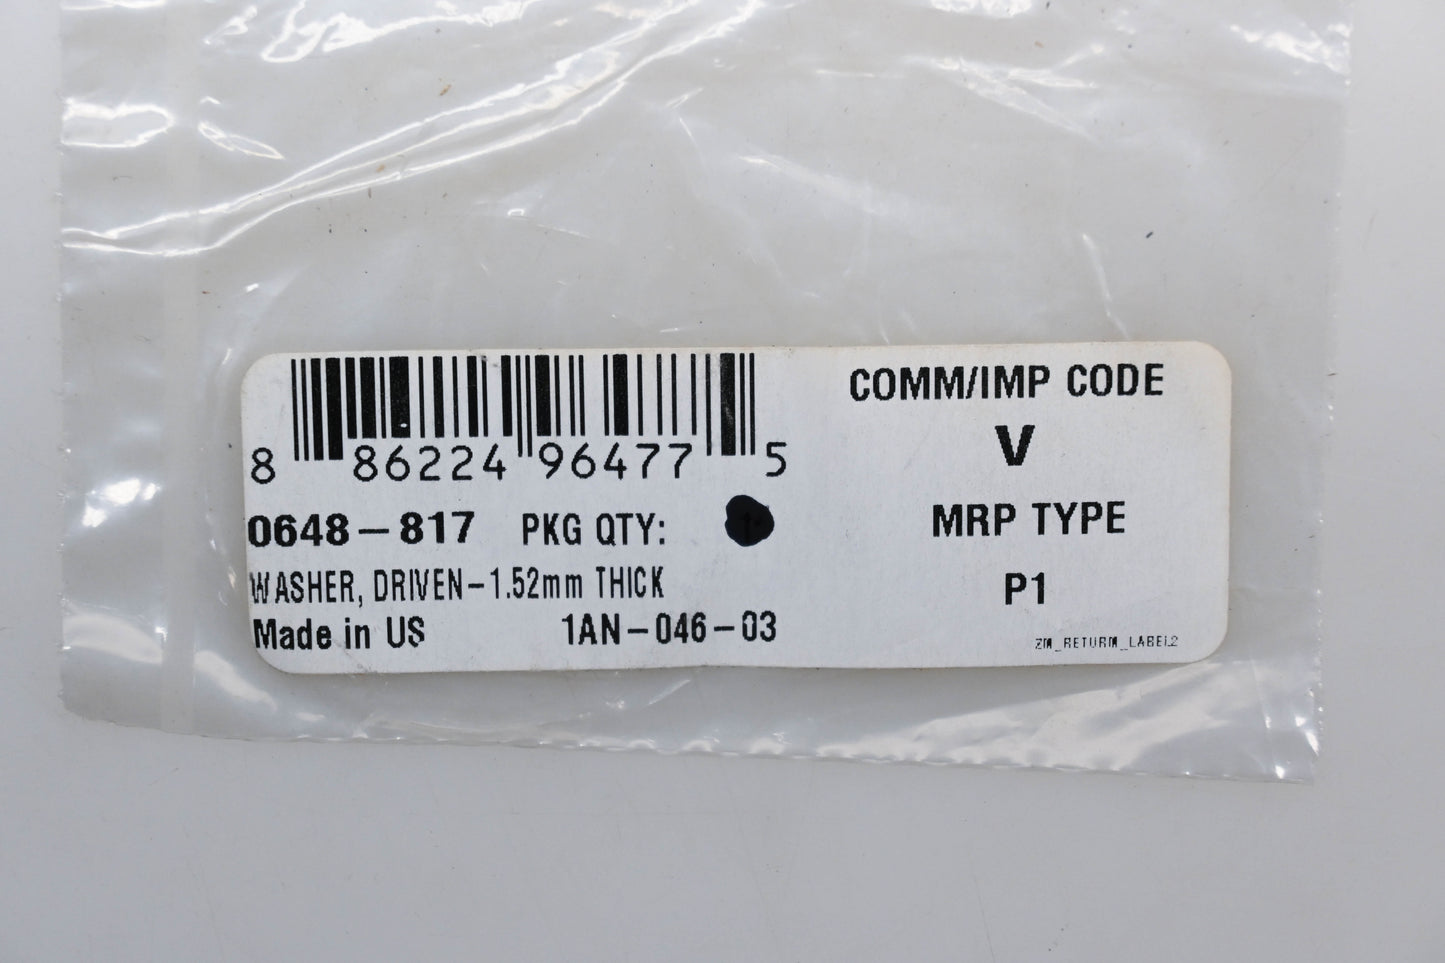 8 86224 96477 5
COMM/IMP CODE
V
0648-817 PKG QTY:
MRP TYPE
WASHER, DRIVEN-1.52mm THICK
P1
Made in US 1AN-046-03
ZM_RETURN_LABEL2